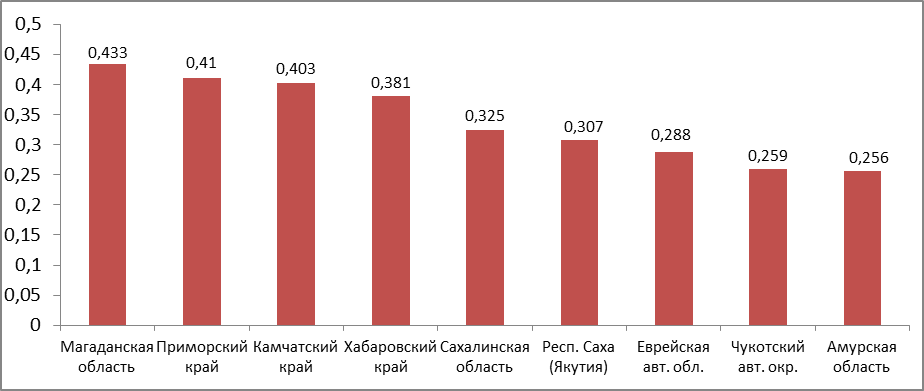 0,5
0,45
0,4
0,35
0,3
0,25
0,2
0,15
0,1
0,05
0
0,433
0,41
0,403
0,381
0,325
0,307
0,288
0,259
0,256
Магаданская
область
Приморский
край
Камчатский
край
Хабаровский
край
Сахалинская
область
Респ. Саха
(Якутия)
Еврейская
авт. обл.
Чукотский
авт. окр.
Амурская
область